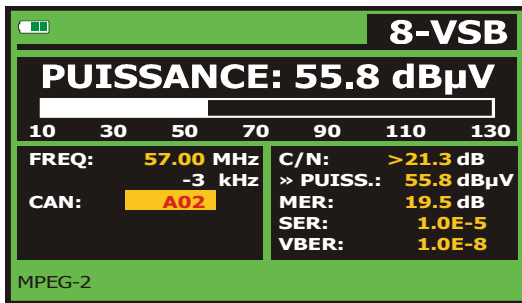 8-VSB
PUISSANCE: 55.8 dBµV
10 30 50 70 90 110 130
FREQ: 57.00 MHz
-3 kHz
CAN: A02
C/N: >21.3 dB
» PUISS.: 55.8 dBµV
MER: 19.5 dB
SER: 1.0E-5
VBER: 1.0E-8
MPEG-2